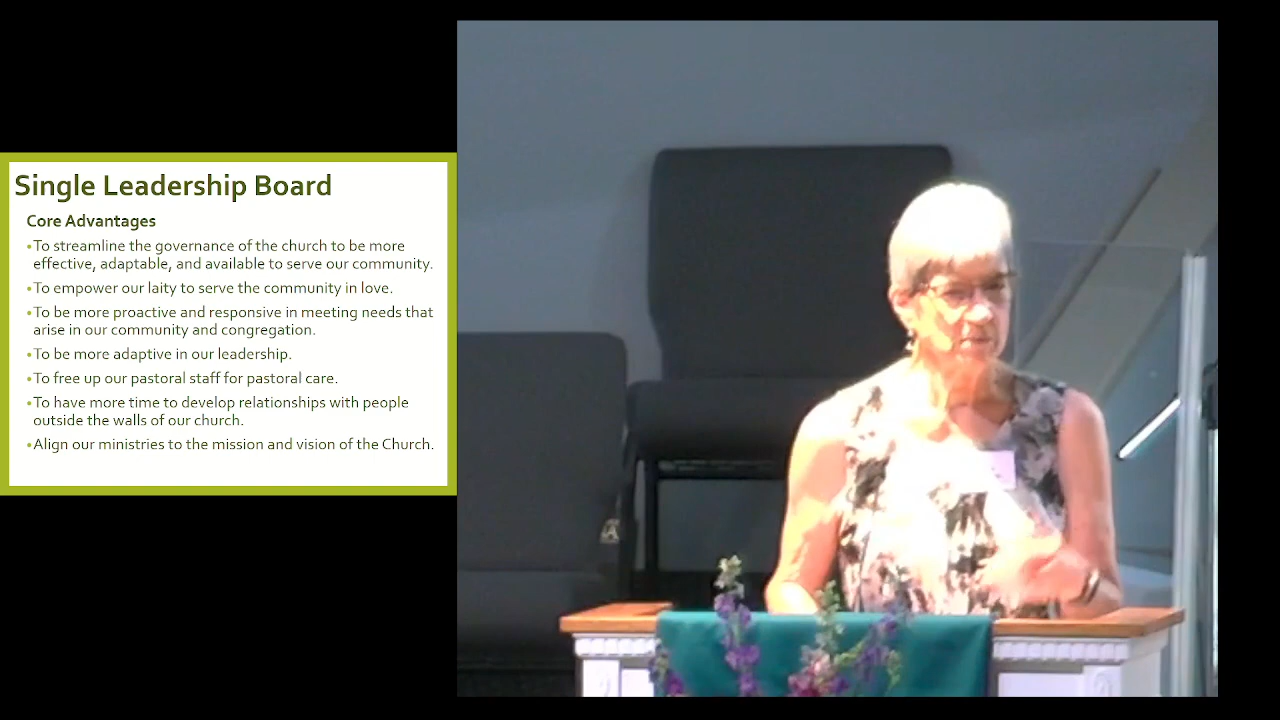 Single Leadership Board
Core Advantages
•To streamline the governance of the church to be more
effective, adaptable, and available to serve our community.
•To empower our laity to serve the community in love.
•To be more proactive and responsive in meeting needs that
arise in our community and congregation.
•To be more adaptive in our leadership.
•To free up our pastoral staff for pastoral care.
•To have more time to develop relationships with people
outside the walls of our church.
•Align our ministries to the mission and vision of the Church.